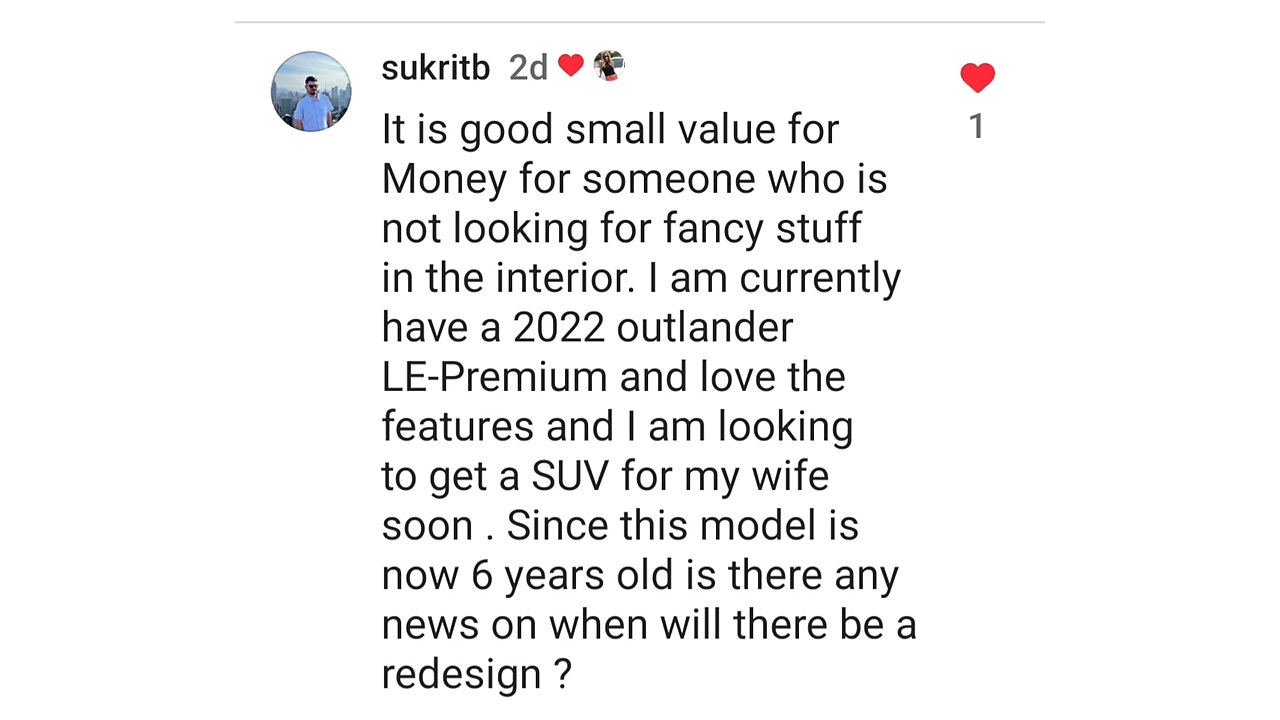 sukritb 2d
1
It is good small value for
Money for someone who is
not looking for fancy stuff
in the interior. I am currently
have a 2022 outlander
LE-Premium and love the
features and I am looking
to get a SUV for my wife
soon . Since this model is
now 6 years old is there any
news on when will there be a
redesign ?